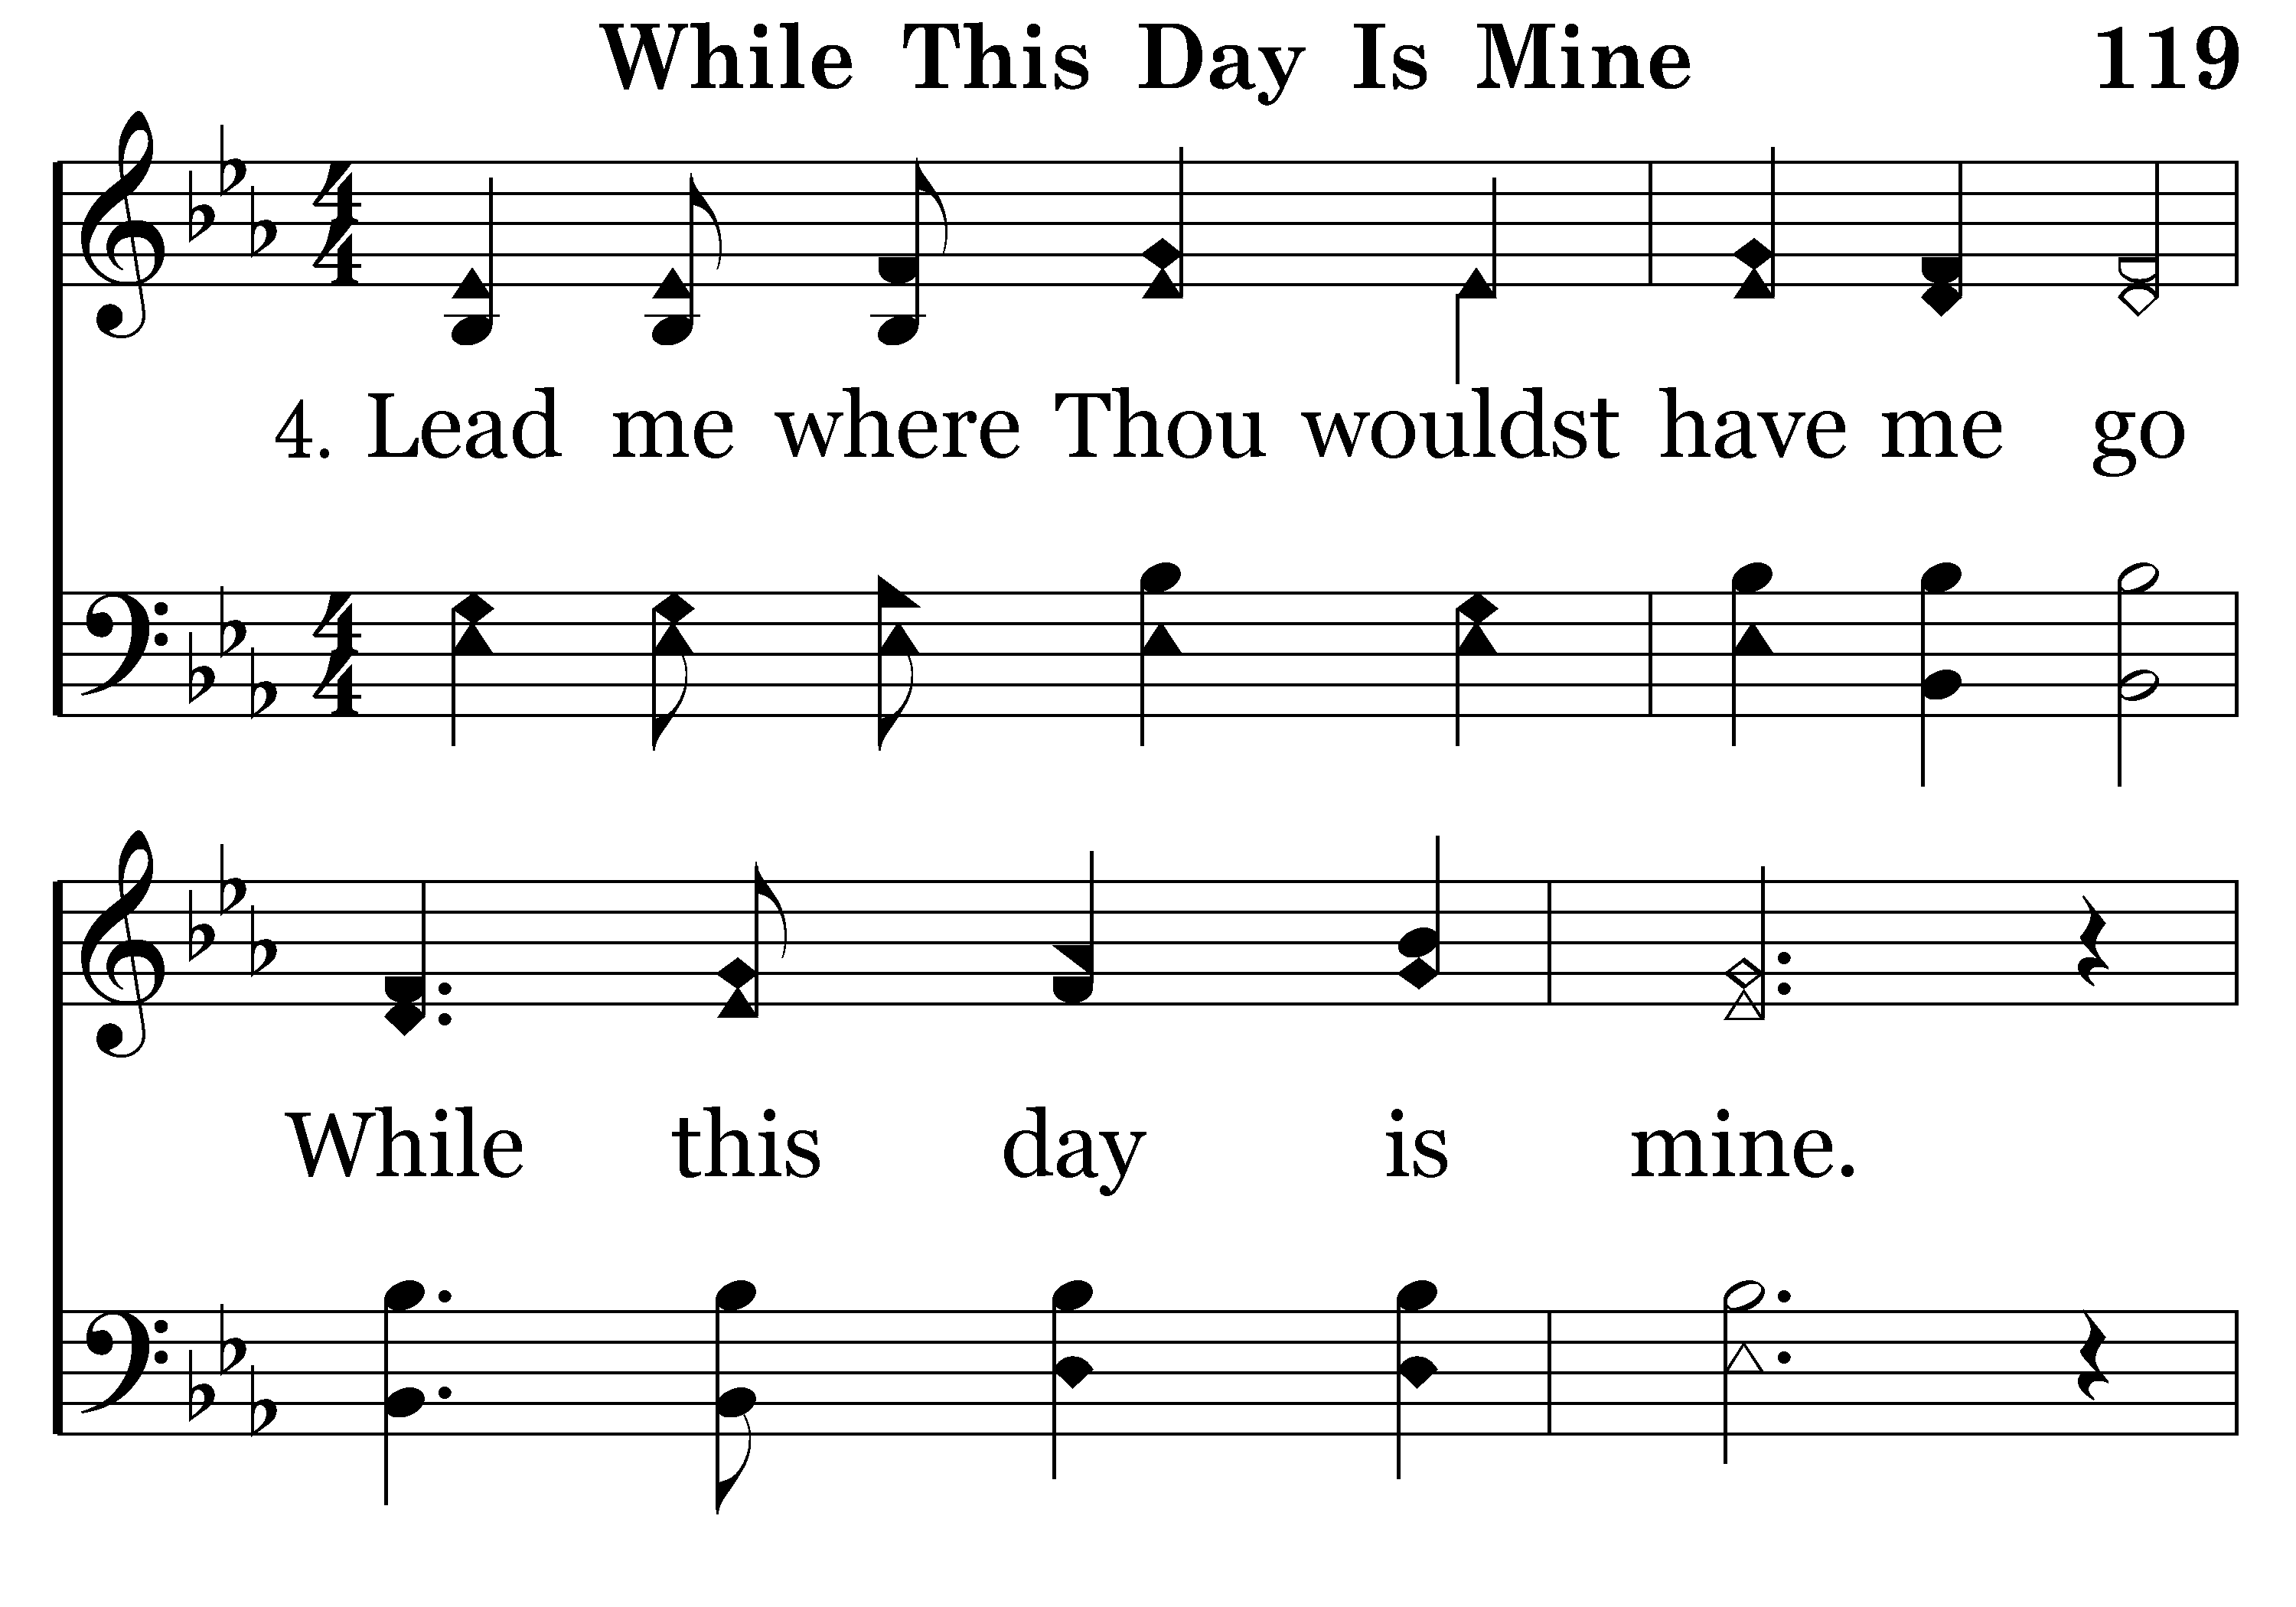 While This Day Is Mine 119
4. Lead me where Thou wouldst have me go
While this day is mine.